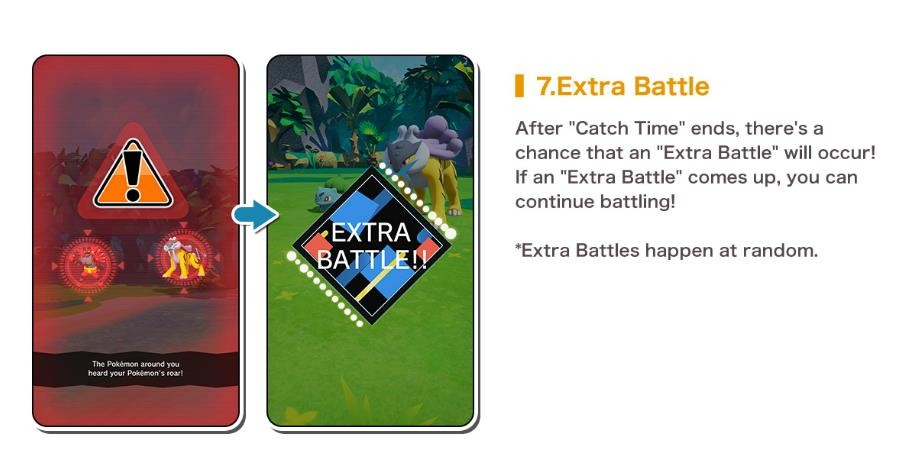 The Pokémon around you
heard your Pokémon's roar!
EXTRA
BATTLE!!
7.Extra Battle
After "Catch Time" ends, there's a
chance that an "Extra Battle" will occur!
If an "Extra Battle" comes up, you can
continue battling!
*Extra Battles happen at random.